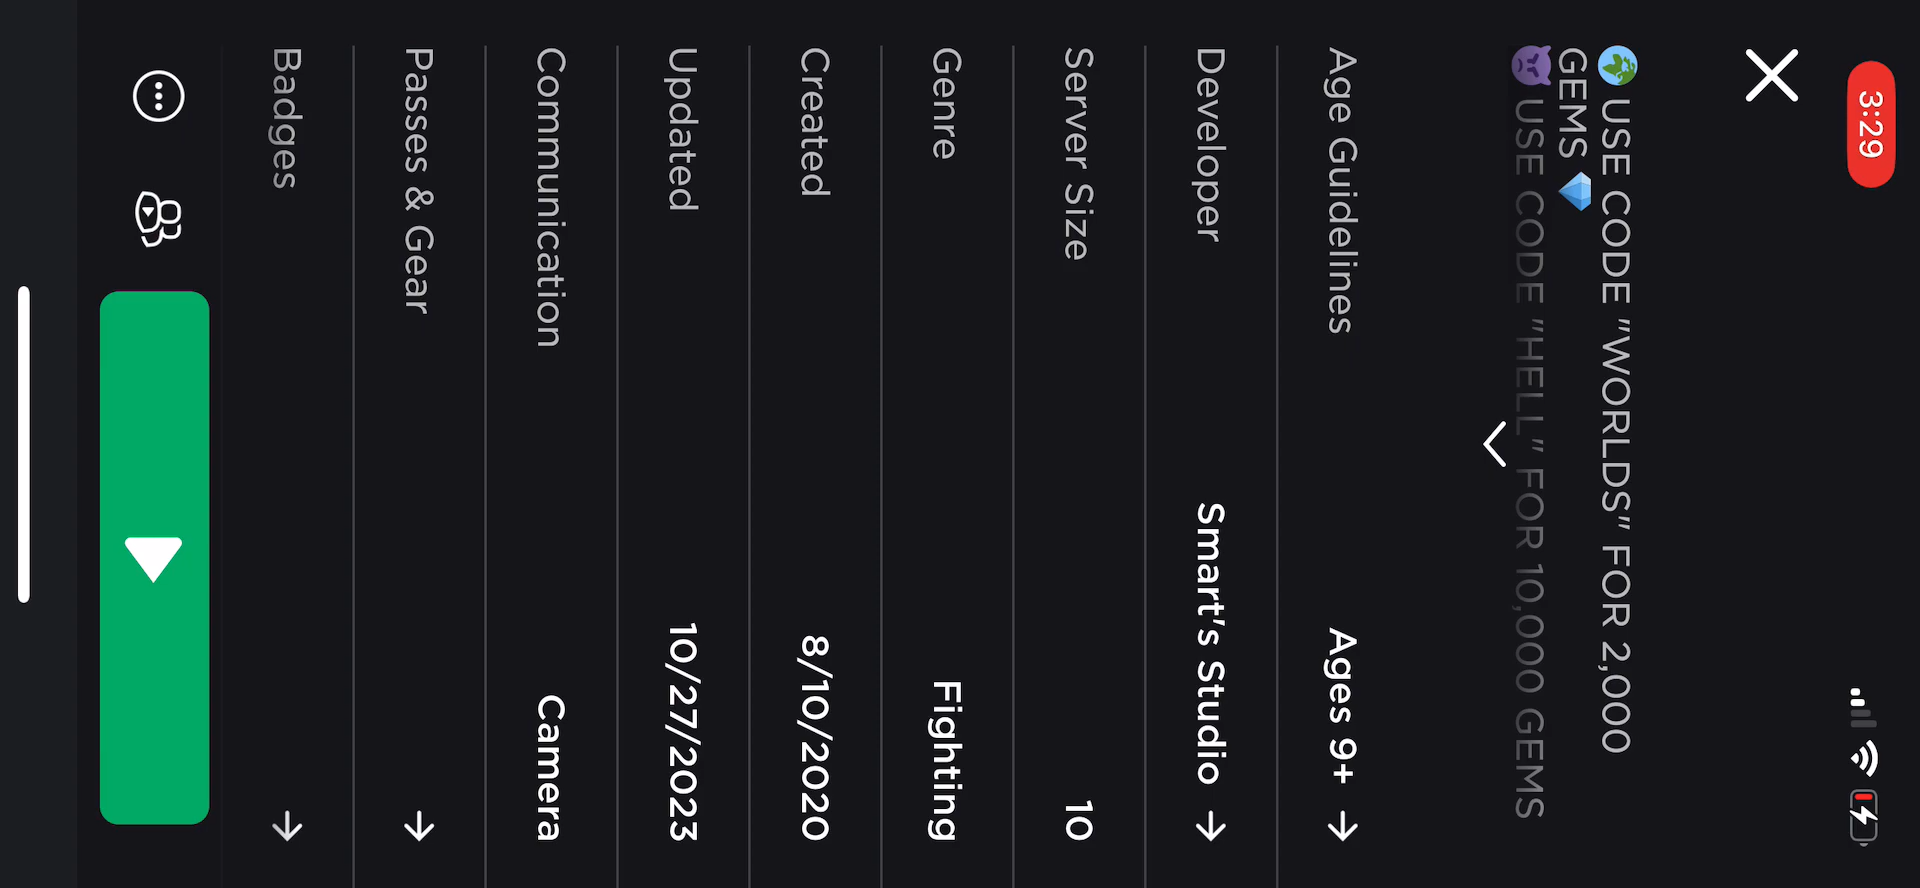 3:29
USE CODE "WORLDS" FOR 2,000
GEMS
USE CODE "HELL" FOR 10,000 GEMS
Age Guidelines Ages 9+
Developer Smart's Studio
Server Size 10
Genre Fighting
Created 8/10/2020
Updated 10/27/2023
Communication Camera
Passes & Gear
Badges